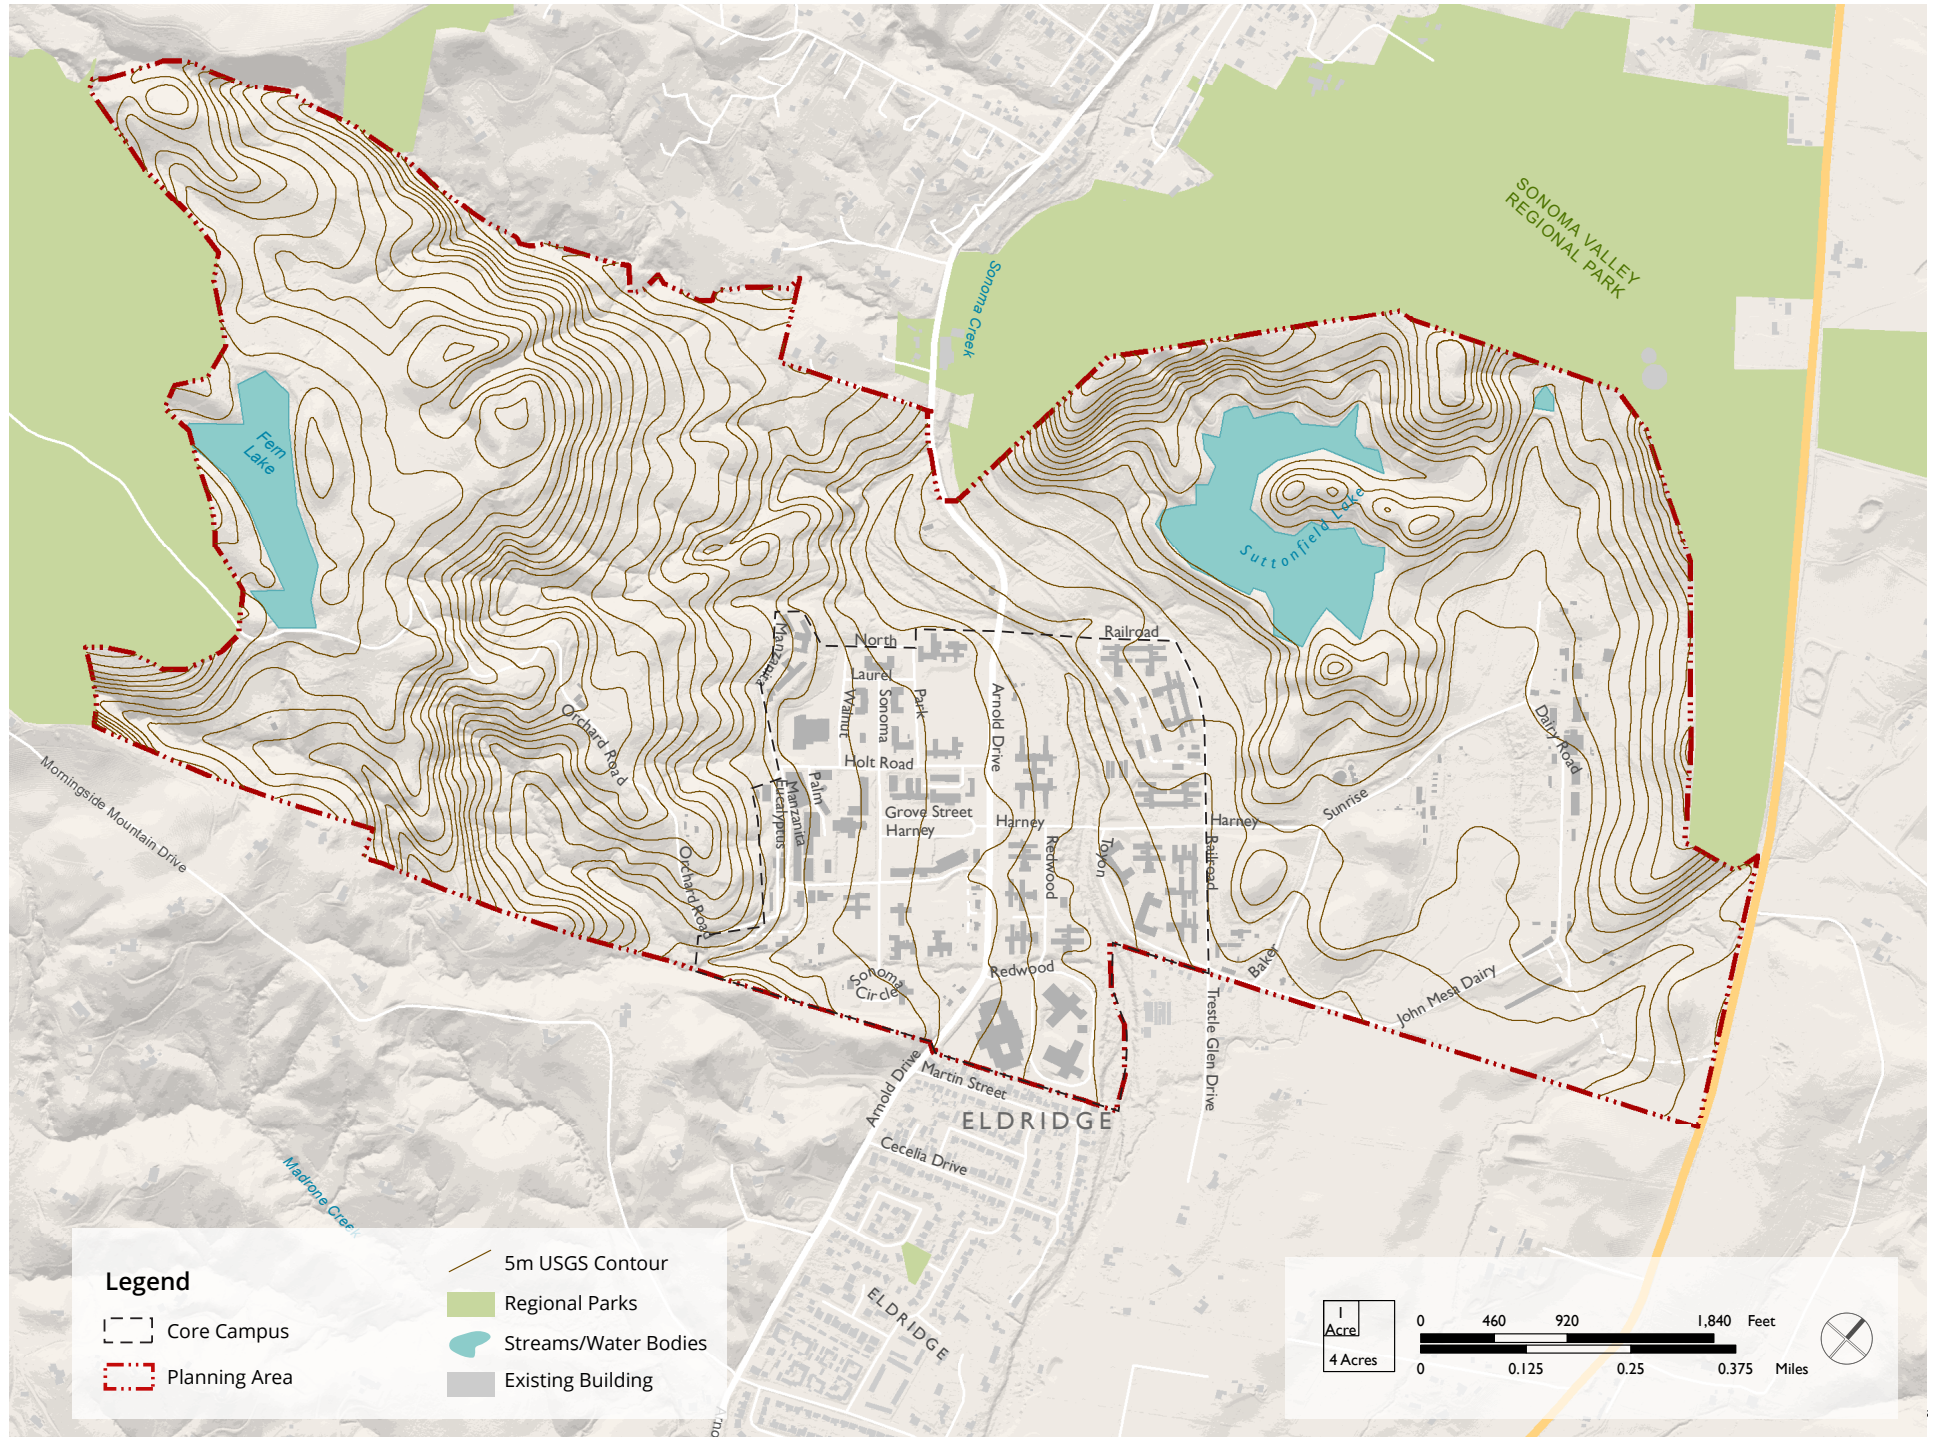 SONOMA VALLEY
REGIONAL PARK
Sonoma Creek
Fern
Lake
Suttonfield Lake
Manzanita
North
Railroad
Laurel
Walnut
Sonoma
Park
Arnold Drive
Orchard Road
Dairy Road
Holt Road
Palm
Manzanita
Eucalyptus
Grove Street
Harney
Harney
Harney
Sunrise
Morningside Mountain Drive
Redwood
Toyon
Railroad
Orchard Road
Sonoma
Circle
Redwood
Baker
John Mesa Dairy
Trestle Glen Drive
Arnold Drive
Martin Street
ELDRIDGE
Cecelia Drive
Madrone Creek
ELDRIDGE
Arno
Legend
Core Campus
Planning Area
5m USGS Contour
Regional Parks
Streams/Water Bodies
Existing Building
1
Acre
4 Acres
0 460 920 1,840 Feet
0 0.125 0.25 0.375 Miles